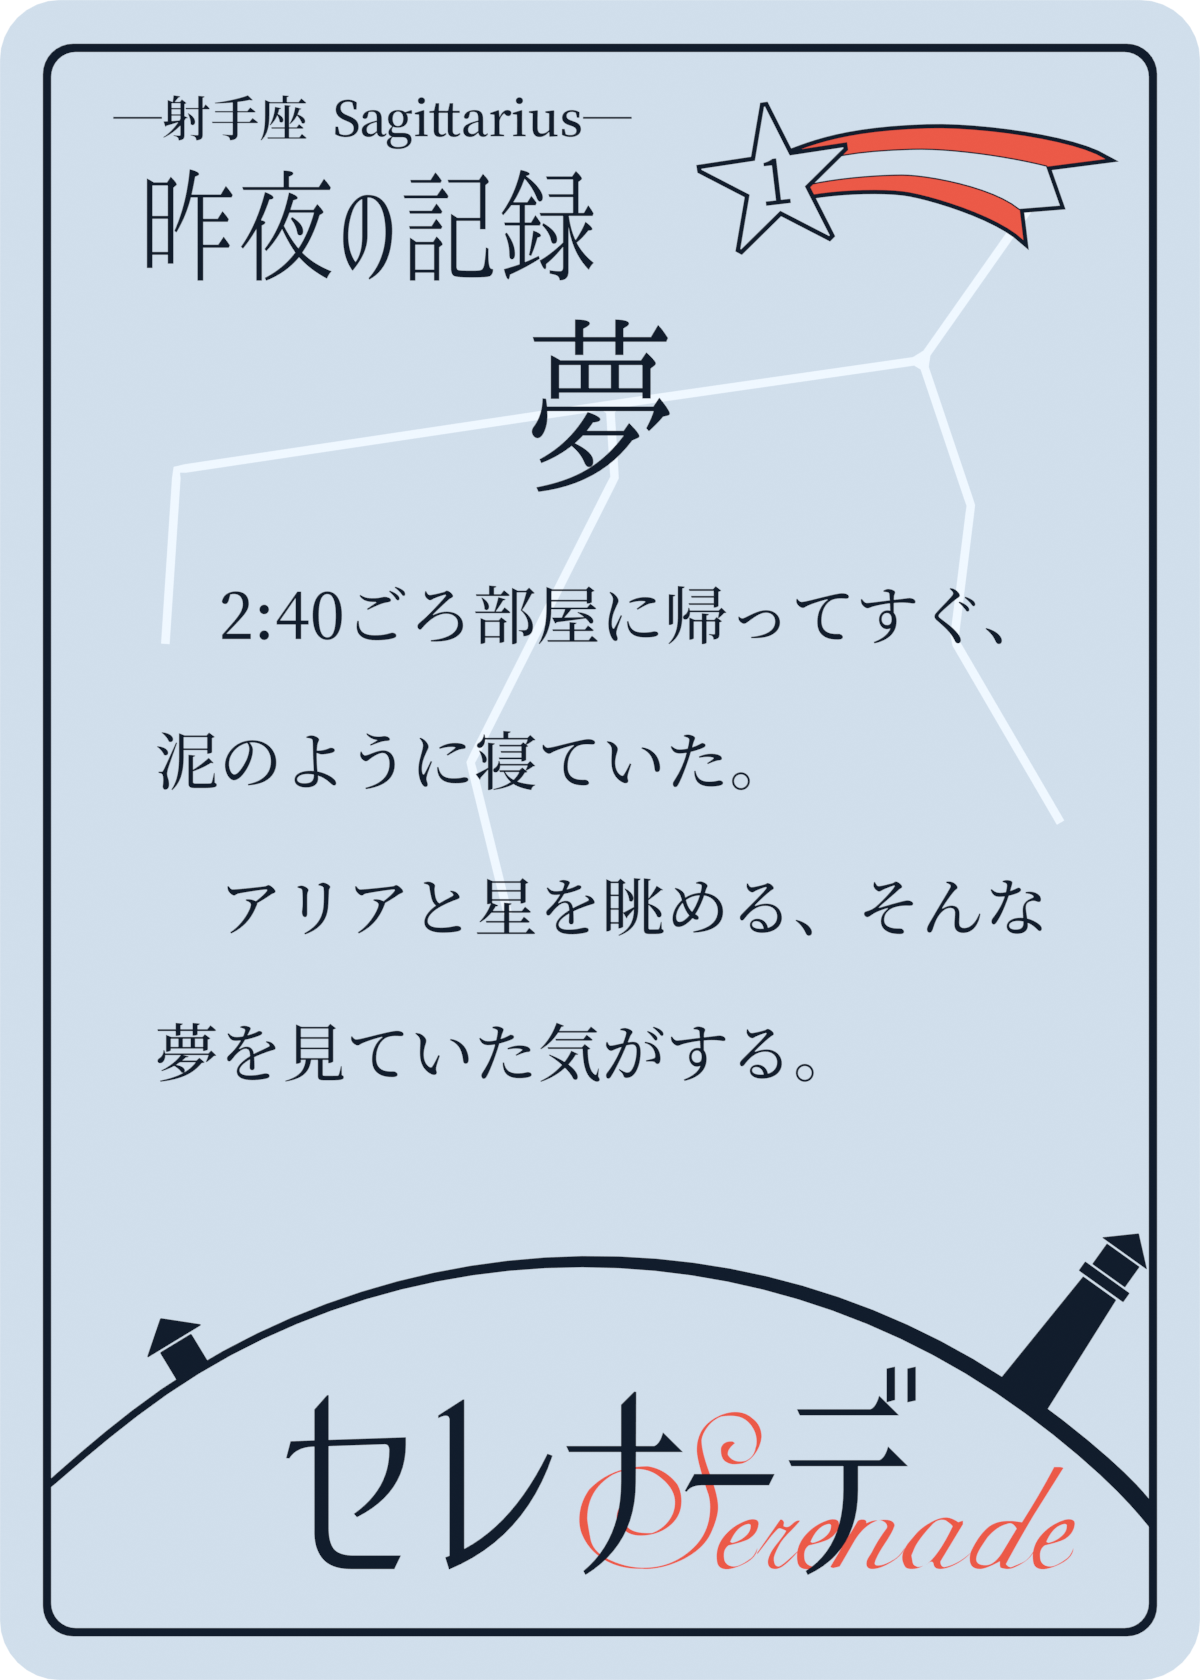 ―射手座 Sagittarius―
1
昨夜の記録
夢
2:40ごろ部屋に帰ってすぐ、
泥のように寝ていた。
アリアと星を眺める、そんな
夢を見ていた気がする。
セレナーデ
Serenade